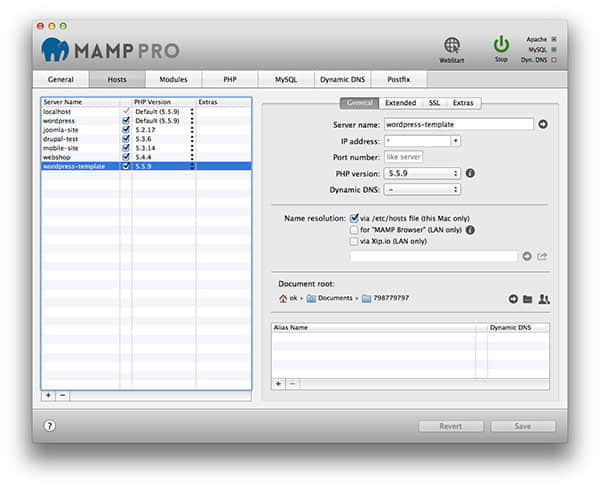 MAMP PRO
WebStart
Stop
Apache
MySQL
Dyn. DNS
General Hosts Modules PHP MySQL Dynamic DNS Postfix
Server Name PHP Version Extras
localhost Default (5.5.9)
wordpress Default (5.5.9)
joomla-site 5.2.17
drupal-test 5.3.6
mobile-site 5.3.14
webshop 5.4.4
wordpress-template 5.5.9
General Extended SSL Extras
Server name: wordpress-template
IP address: *
Port number: like server
PHP version: 5.5.9
Dynamic DNS: –
Name resolution: via /etc/hosts file (this Mac only)
for "MAMP Browser" (LAN only)
via Xip.io (LAN only)
Document root:
ok ▸ Documents ▸ 798779797
Alias Name Dynamic DNS
+ −
+ −
? Revert Save